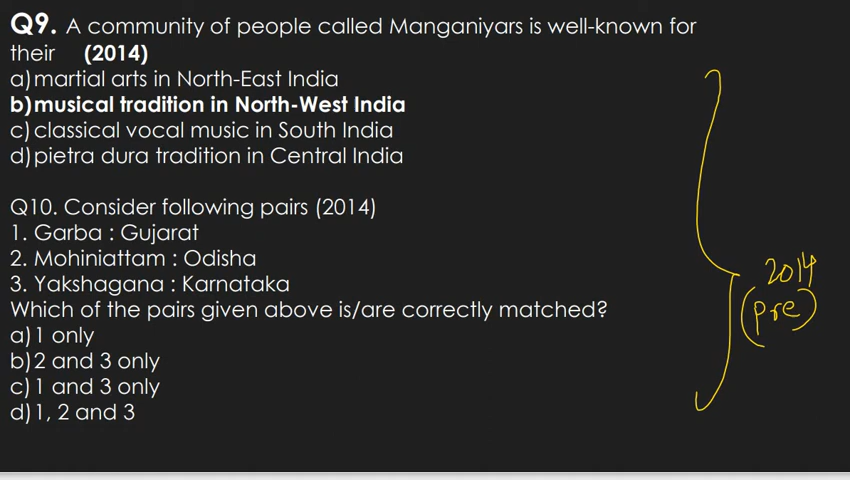 Q9. A community of people called Manganiyars is well-known for
their (2014)
a)martial arts in North-East India
b)musical tradition in North-West India
c)classical vocal music in South India
d)pietra dura tradition in Central India
Q10. Consider following pairs (2014)
1. Garba : Gujarat
2. Mohiniattam : Odisha
3. Yakshagana : Karnataka
Which of the pairs given above is/are correctly matched?
a)1 only
b)2 and 3 only
c)1 and 3 only
d)1, 2 and 3
2014
(pre)